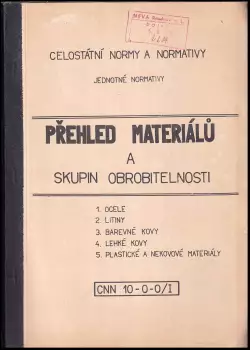 CELOSTÁTNÍ NORMY A NORMATIVY
JEDNOTNÉ NORMATIVY
PŘEHLED MATERIÁLŮ
A
SKUPIN OBROBITELNOSTI
1. OCELE
2. LITINY
3. BAREVNÉ KOVY
4. LEHKÉ KOVY
5. PLASTICKÉ A NEKOVOVÉ MATERIÁLY
CNN 10-0-0/I